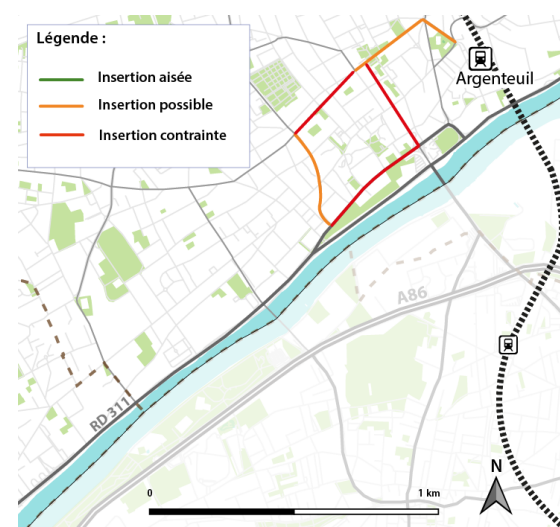 Légende :
Insertion aisée
Insertion possible
Insertion contrainte
Argenteuil
A86
RD 311
N
0
1 km